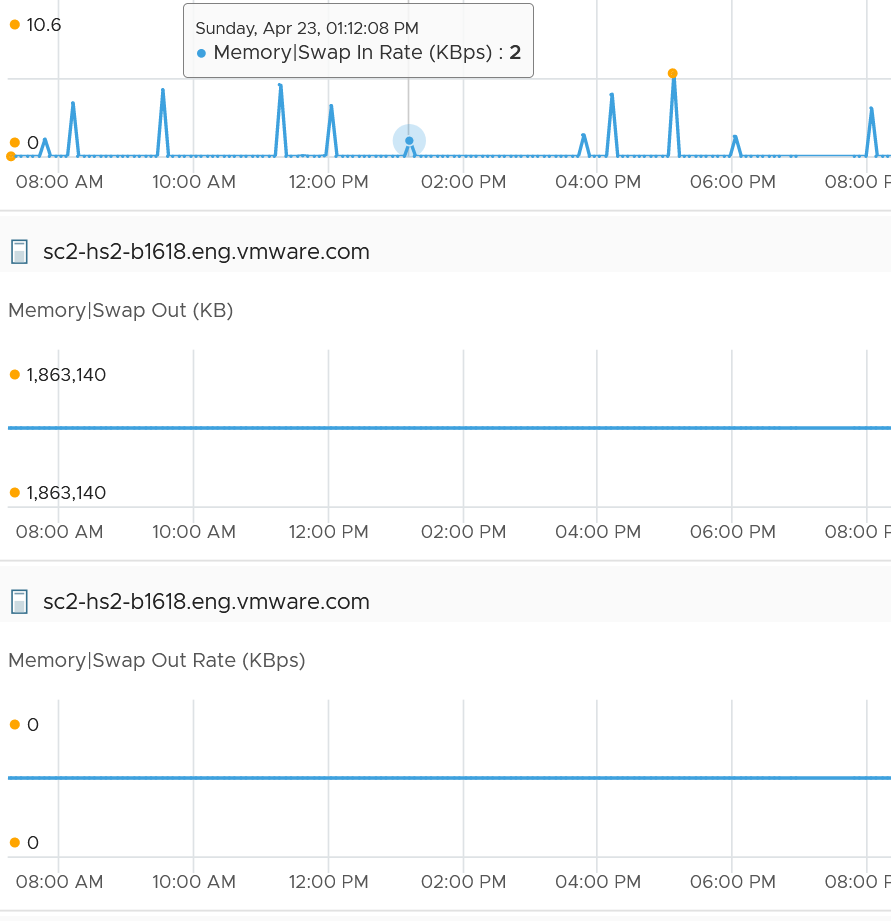 10.6
Sunday, Apr 23, 01:12:08 PM
Memory|Swap In Rate (KBps) : 2
0
08:00 AM 10:00 AM 12:00 PM 02:00 PM 04:00 PM 06:00 PM 08:00 P
sc2-hs2-b1618.eng.vmware.com
Memory|Swap Out (KB)
1,863,140
1,863,140
08:00 AM 10:00 AM 12:00 PM 02:00 PM 04:00 PM 06:00 PM 08:00 P
sc2-hs2-b1618.eng.vmware.com
Memory|Swap Out Rate (KBps)
0
0
08:00 AM 10:00 AM 12:00 PM 02:00 PM 04:00 PM 06:00 PM 08:00 P